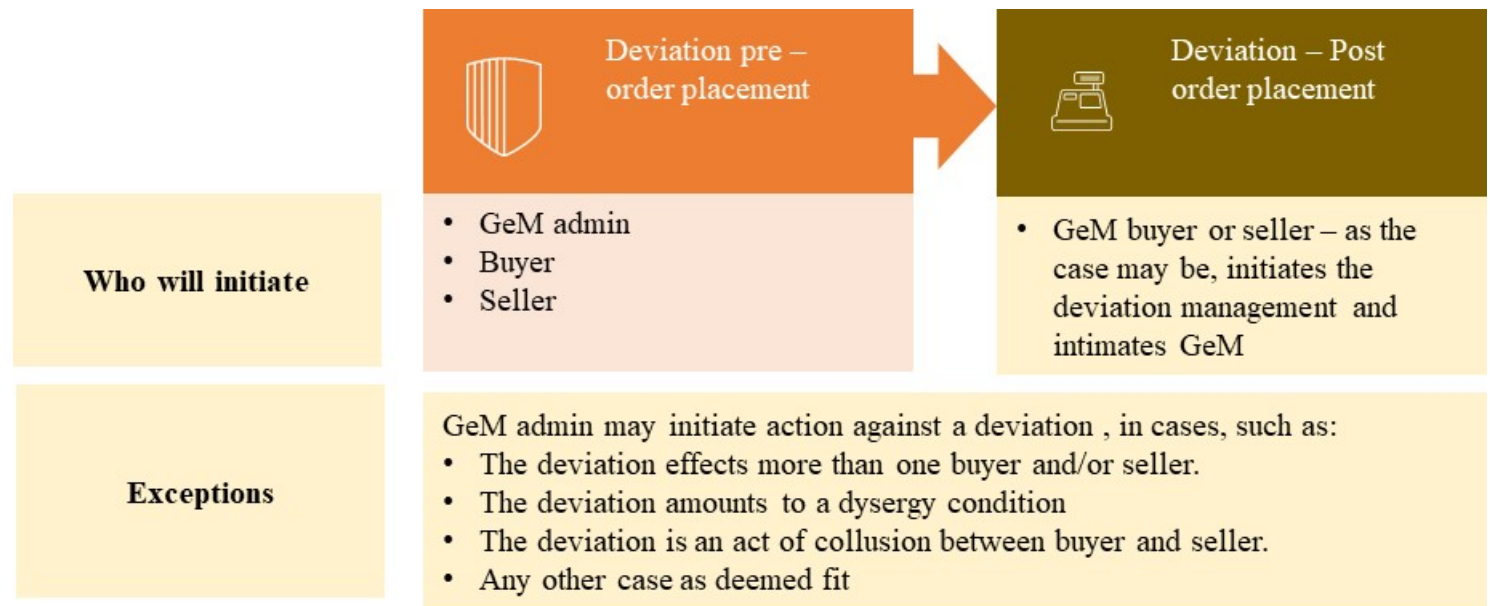 Deviation pre –
order placement
Deviation – Post
order placement
Who will initiate
• GeM admin
• Buyer
• Seller
• GeM buyer or seller – as the
case may be, initiates the
deviation management and
intimates GeM
Exceptions
GeM admin may initiate action against a deviation , in cases, such as:
• The deviation effects more than one buyer and/or seller.
• The deviation amounts to a dysergy condition
• The deviation is an act of collusion between buyer and seller.
• Any other case as deemed fit